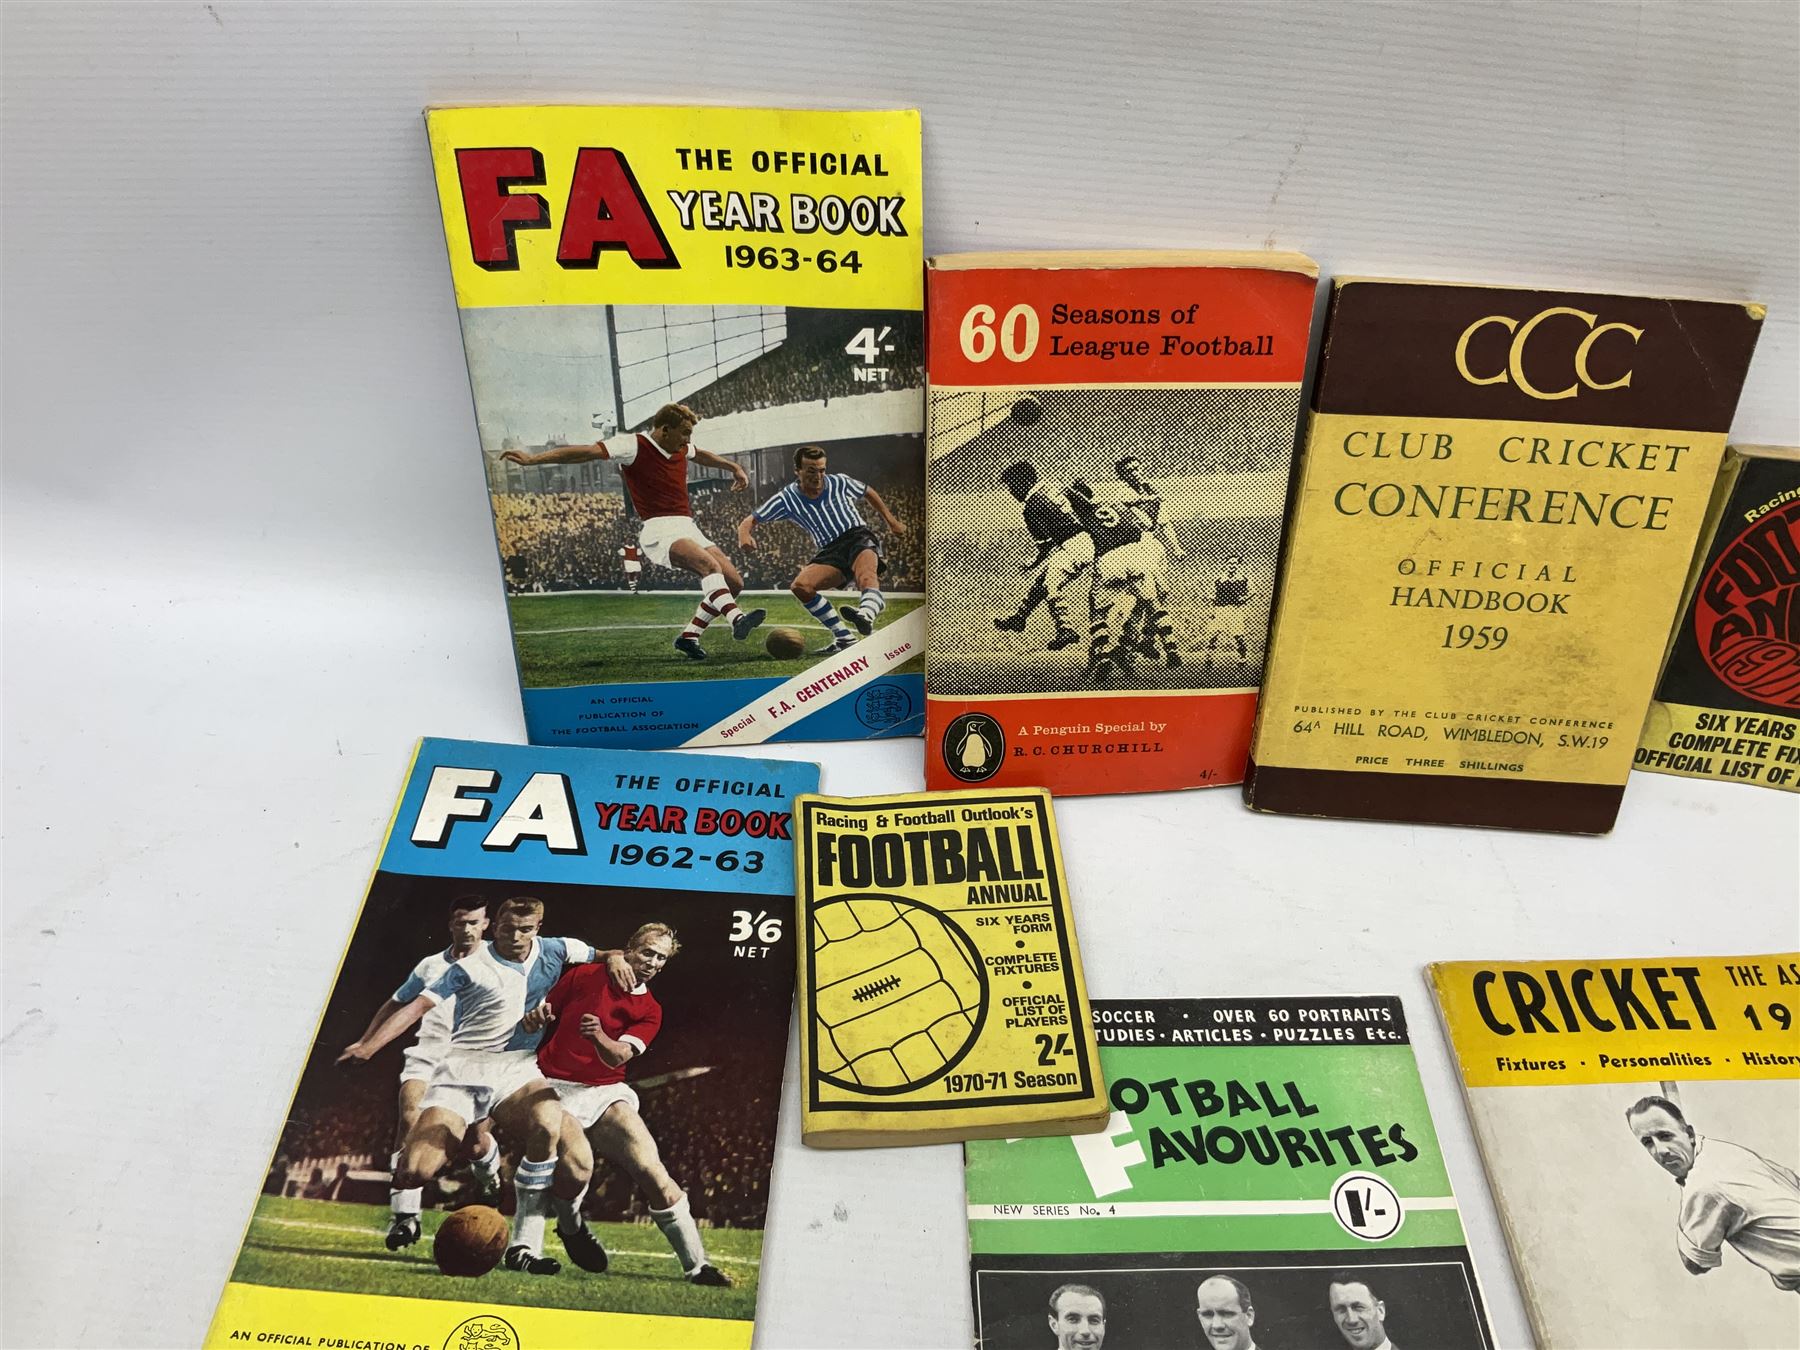 FA
THE OFFICIAL
YEAR BOOK
1963-64
4/-
NET
Special F.A. CENTENARY Issue
AN OFFICIAL
PUBLICATION OF
THE FOOTBALL ASSOCIATION
60
Seasons of
League Football
A Penguin Special by
R. C. CHURCHILL
4/-
CCC
CLUB CRICKET
CONFERENCE
OFFICIAL
HANDBOOK
1959
PUBLISHED BY THE CLUB CRICKET CONFERENCE
64A HILL ROAD, WIMBLEDON, S.W.19
PRICE THREE SHILLINGS
Racing
SIX YEARS
COMPLETE FIX
OFFICIAL LIST OF
FA
THE OFFICIAL
YEAR BOOK
1962-63
3/6
NET
AN OFFICIAL PUBLICATION OF
Racing & Football Outlook's
FOOTBALL
ANNUAL
SIX YEARS
FORM
COMPLETE
FIXTURES
OFFICIAL
LIST OF
PLAYERS
2/-
1970-71 Season
SOCCER · OVER 60 PORTRAITS
TUDIES · ARTICLES · PUZZLES Etc.
OTBALL
FAVOURITES
1/-
NEW SERIES No. 4
CRICKET THE AS
19
Fixtures · Personalities · History